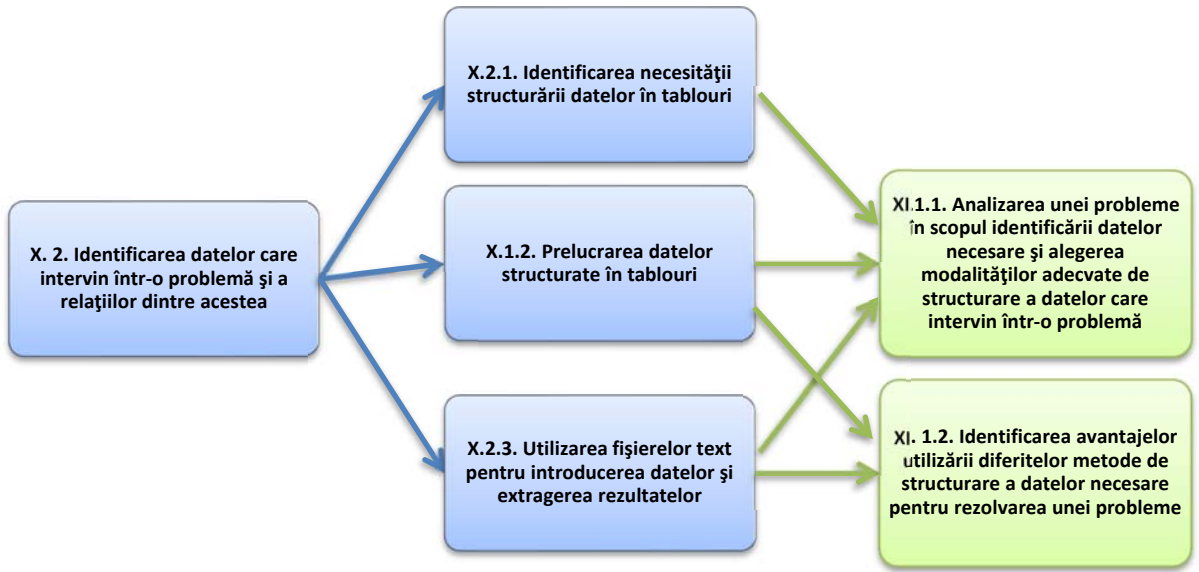 X. 2. Identificarea datelor care
intervin într-o problemă şi a
relaţiilor dintre acestea
X.2.1. Identificarea necesităţii
structurării datelor în tablouri
X.1.2. Prelucrarea datelor
structurate în tablouri
X.2.3. Utilizarea fişierelor text
pentru introducerea datelor şi
extragerea rezultatelor
XI.1.1. Analizarea unei probleme
în scopul identificării datelor
necesare şi alegerea
modalităţilor adecvate de
structurare a datelor care
intervin într-o problemă
XI. 1.2. Identificarea avantajelor
utilizării diferitelor metode de
structurare a datelor necesare
pentru rezolvarea unei probleme